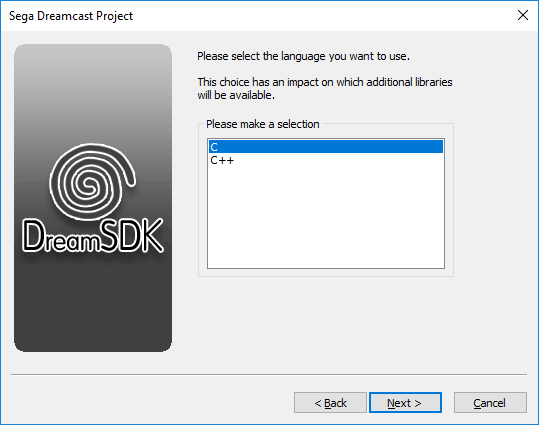 Sega Dreamcast Project
Please select the language you want to use.
This choice has an impact on which additional libraries
will be available.
Please make a selection
C
C++
DreamSDK
< Back
Next >
Cancel